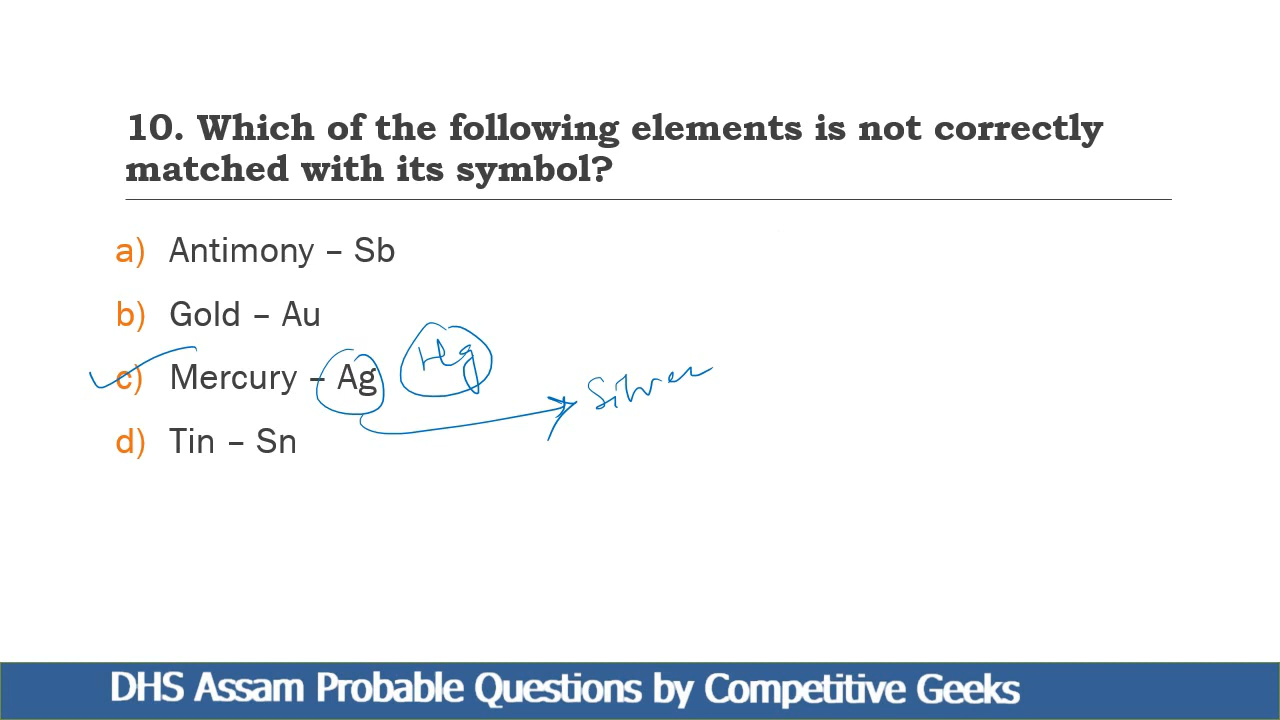 10. Which of the following elements is not correctly
matched with its symbol?
a) Antimony – Sb
b) Gold – Au
c) Mercury – Ag Hg Silver
d) Tin – Sn
DHS Assam Probable Questions by Competitive Geeks